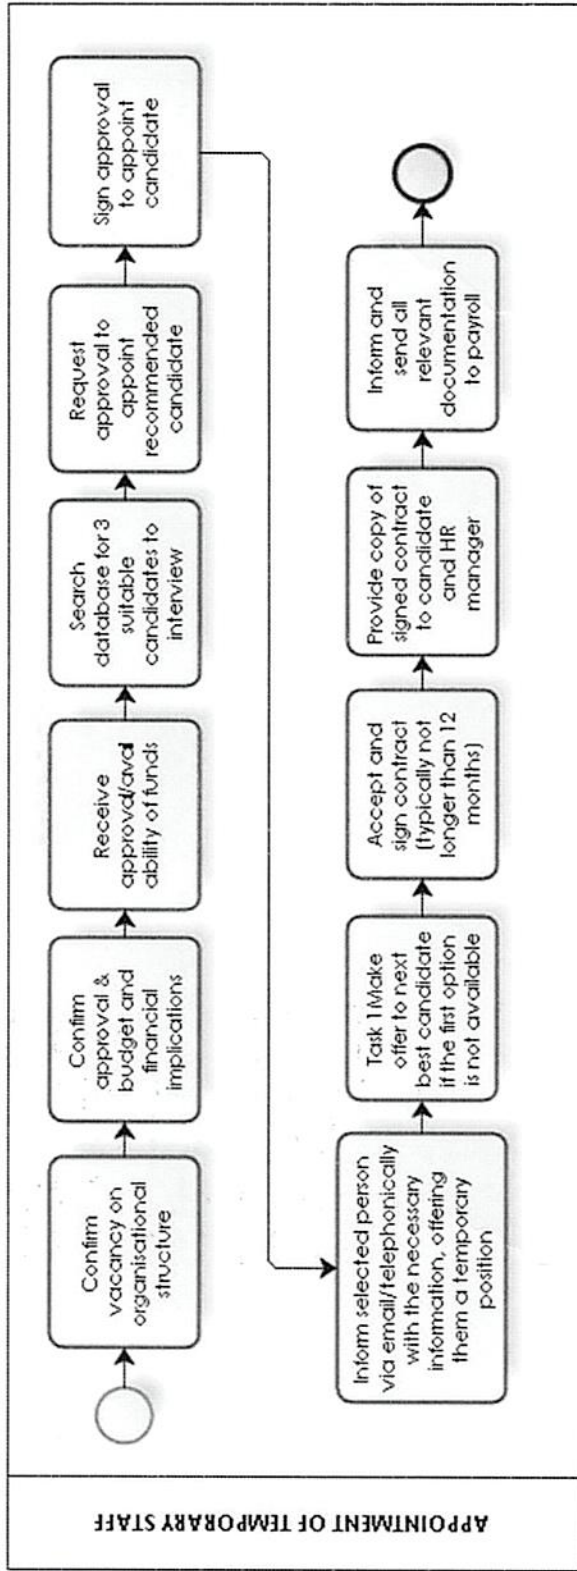 APPOINTMENT OF TEMPORARY STAFF
Confirm
vacancy on
organisational
structure
Confirm
approval &
budget and
financial
implications
Receive
approval/avail
ability of funds
Search
database for 3
suitable
candidates to
interview
Request
approval to
appoint
recommended
candidate
Sign approval
to appoint
candidate
Inform selected person
via email/telephonically
with the necessary
information, offering
them a temporary
position
Task 1Make
offer to next
best candidate
if the first option
is not available
Accept and
sign contract
(typically not
longer than 12
months)
Provide copy of
signed contract
to candidate
and HR
manager
Inform and
send all
relevant
documentation
to payroll